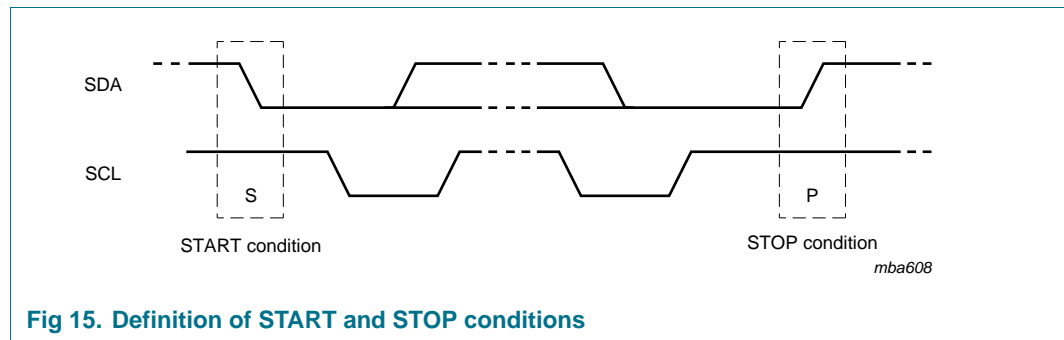 SDA
SCL
S
P
START condition
STOP condition
mba608
Fig 15. Definition of START and STOP conditions